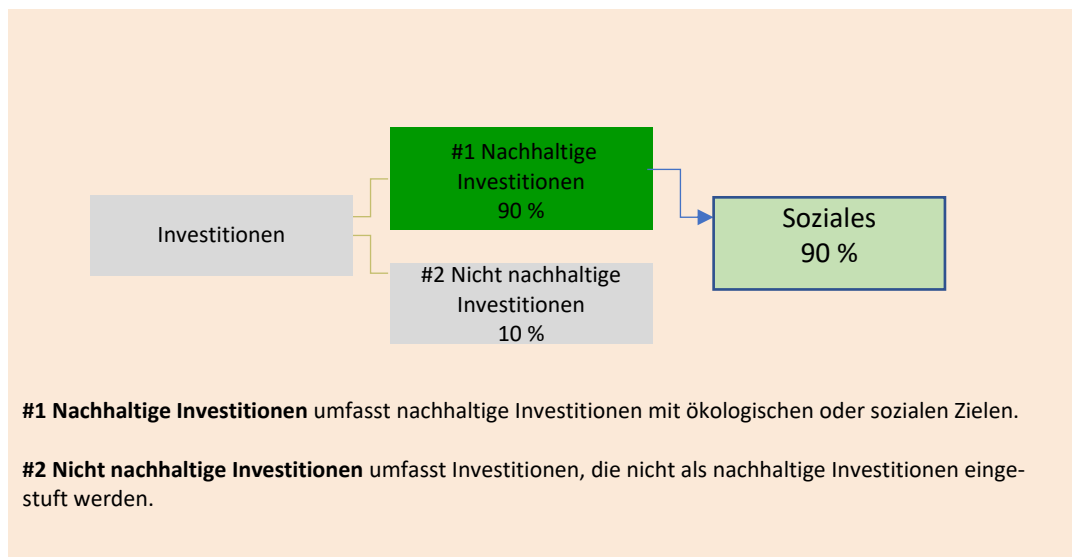 #1 Nachhaltige
Investitionen
90 %
Investitionen
Soziales
90 %
#2 Nicht nachhaltige
Investitionen
10 %
#1 Nachhaltige Investitionen umfasst nachhaltige Investitionen mit ökologischen oder sozialen Zielen.
#2 Nicht nachhaltige Investitionen umfasst Investitionen, die nicht als nachhaltige Investitionen einge-
stuft werden.